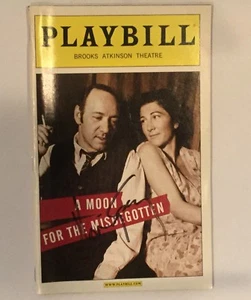 PLAYBILL
BROOKS ATKINSON THEATRE
A MOON
FOR THE MISBEGOTTEN
WWW.PLAYBILL.COM